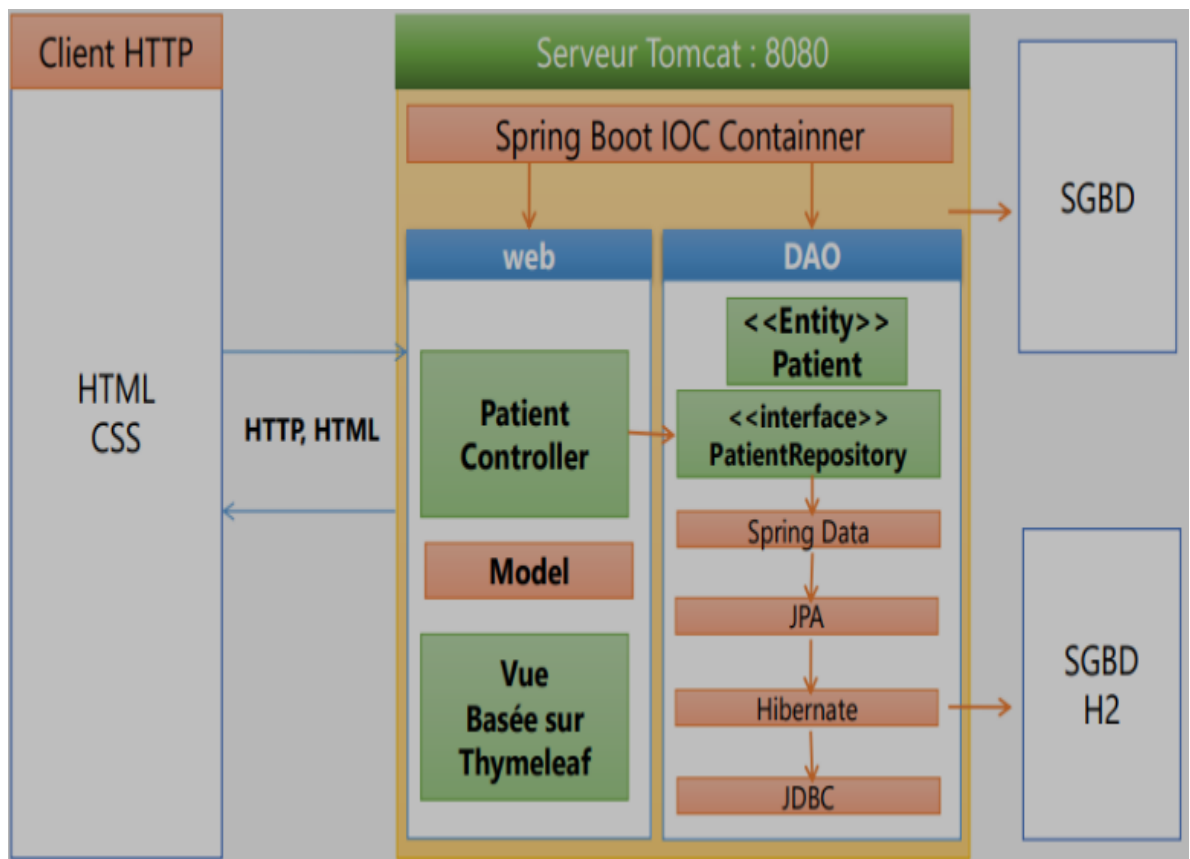 Client HTTP
HTML
CSS
HTTP, HTML
Serveur Tomcat : 8080
Spring Boot IOC Containner
web
Patient
Controller
Model
Vue
Basée sur
Thymeleaf
DAO
<<Entity>>
Patient
<<interface>>
PatientRepository
Spring Data
JPA
Hibernate
JDBC
SGBD
SGBD
H2